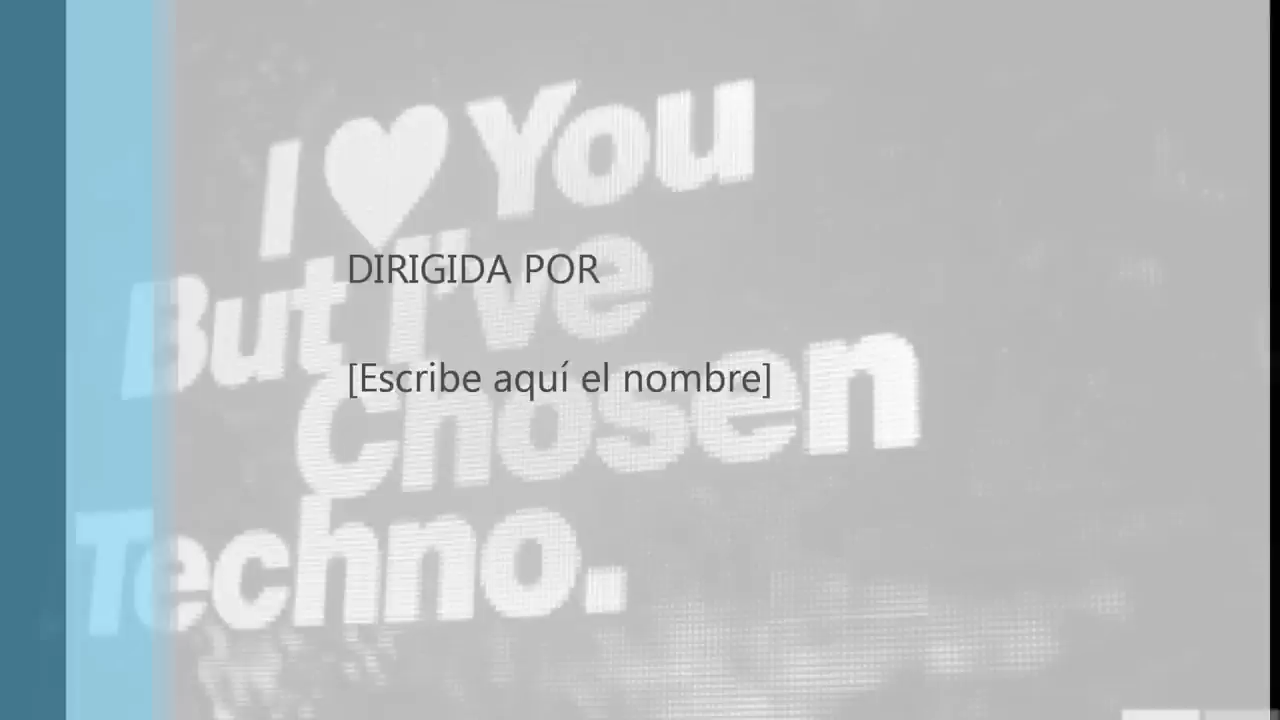 I ♥ You
But I've
Chosen
Techno.
DIRIGIDA POR
[Escribe aquí el nombre]